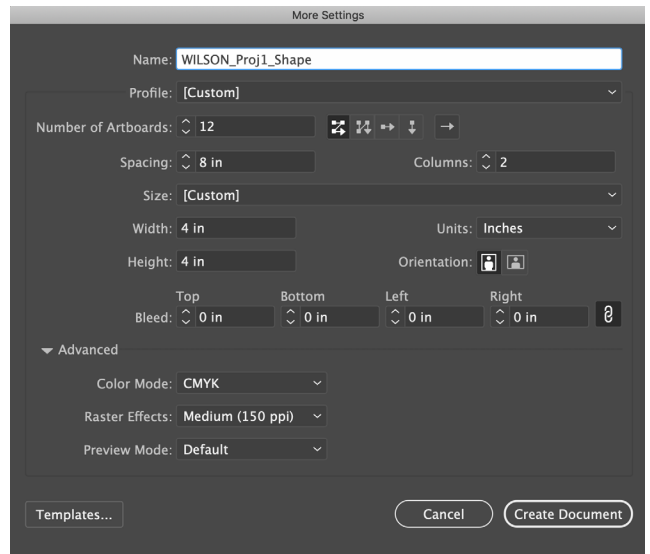 More Settings
Name: WILSON_Proj1_Shape
Profile: [Custom]
Number of Artboards: 12
Spacing: 8 in Columns: 2
Size: [Custom]
Width: 4 in Units: Inches
Height: 4 in Orientation:
Top Bottom Left Right
Bleed: 0 in 0 in 0 in 0 in
Advanced
Color Mode: CMYK
Raster Effects: Medium (150 ppi)
Preview Mode: Default
Templates... Cancel Create Document